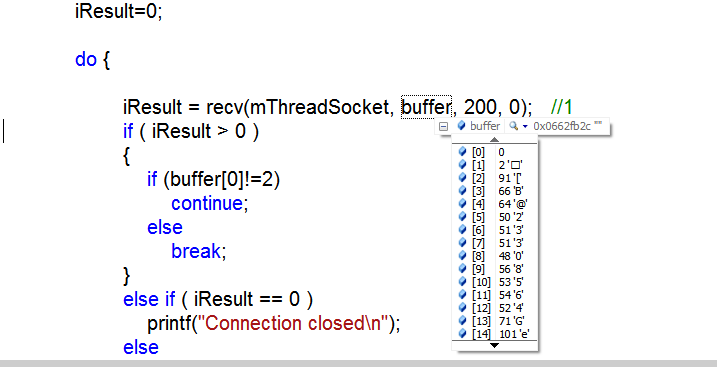 iResult=0;
do {
iResult = recv(mThreadSocket, buffer, 200, 0); //1
buffer 0x0662fb2c ""
if ( iResult > 0 )
{
[0] 0
[1] 2 '□'
[2] 91 '['
[3] 66 'B'
[4] 64 '@'
[5] 50 '2'
[6] 51 '3'
[7] 51 '3'
[8] 48 '0'
[9] 56 '8'
[10] 53 '5'
[11] 54 '6'
[12] 52 '4'
[13] 71 'G'
[14] 101 'e'
if (buffer[0]!=2)
continue;
else
break;
}
else if ( iResult == 0 )
printf("Connection closed\n");
else